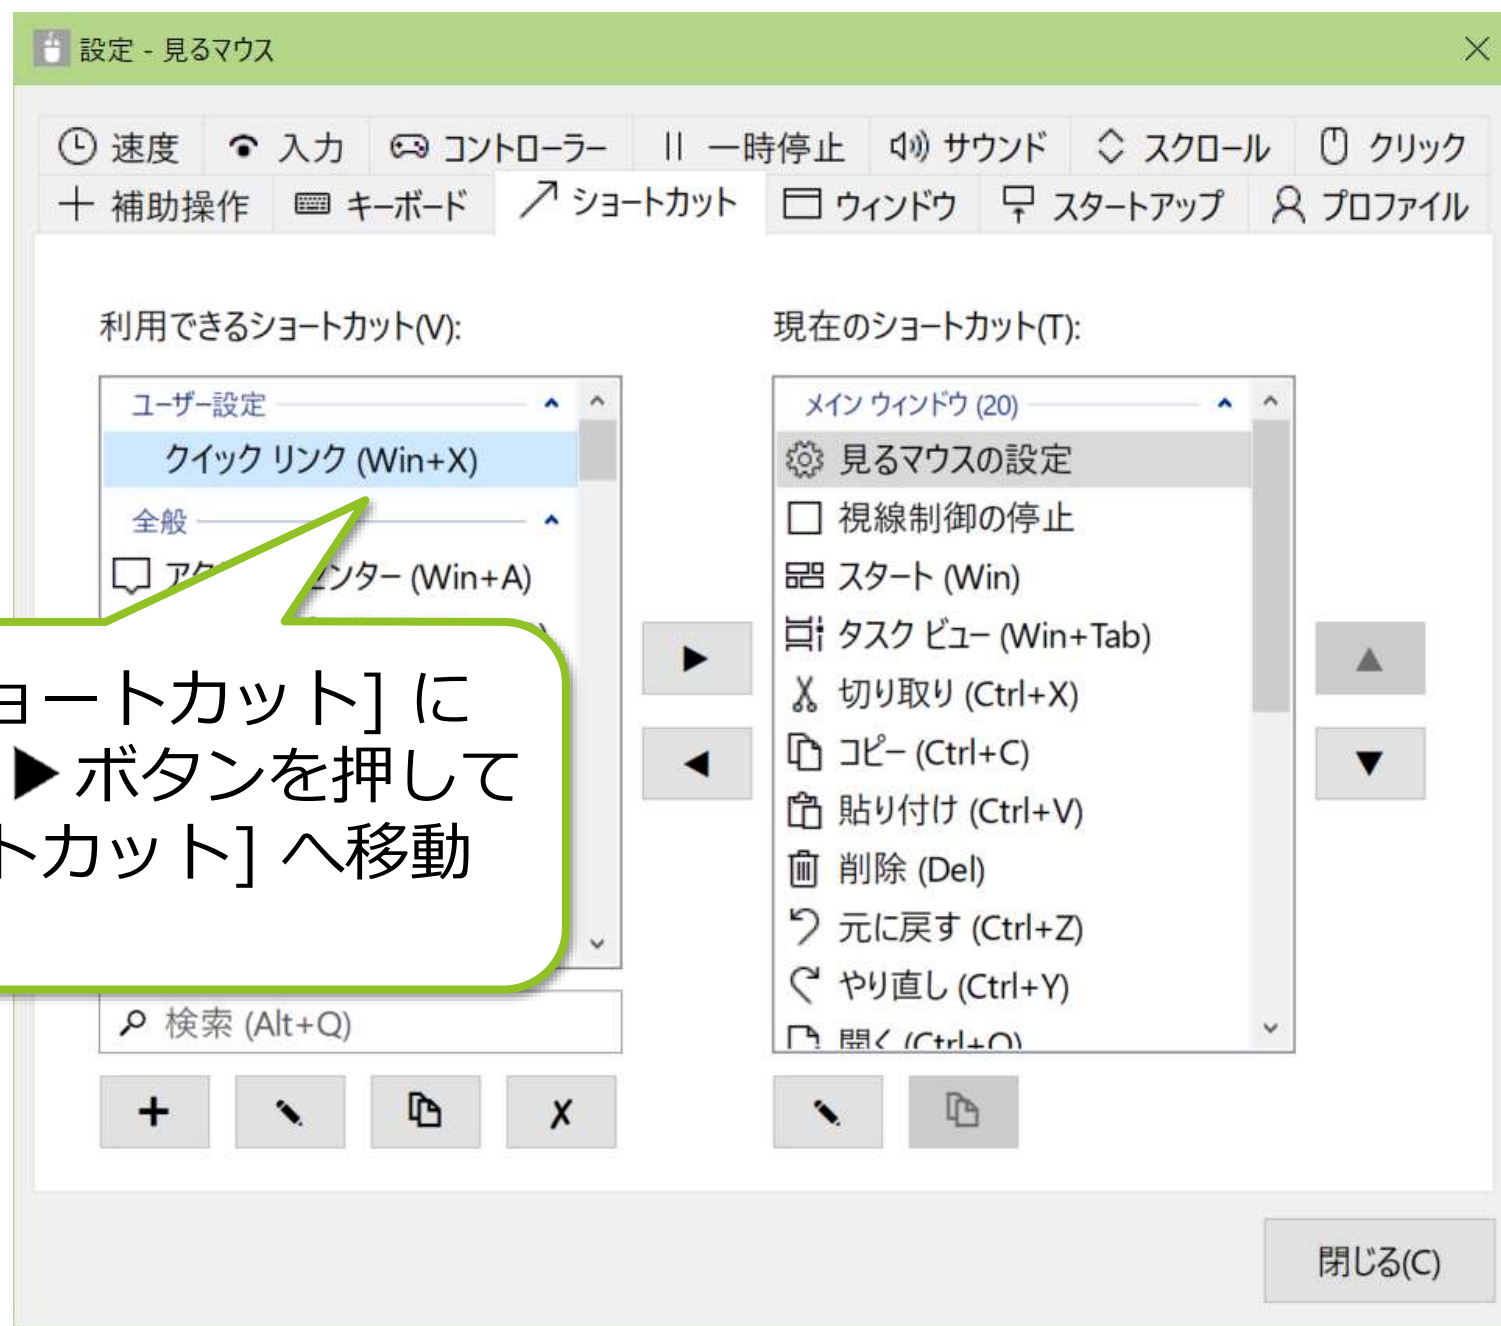 設定 - 見るマウス
速度 入力 コントローラー 一時停止 サウンド スクロール クリック
補助操作 キーボード ショートカット ウィンドウ スタートアップ プロファイル
利用できるショートカット(V):
ユーザー設定
クイック リンク (Win+X)
全般
ンター (Win+A)
ョートカット] に
▶ ボタンを押して
トカット] へ移動
検索 (Alt+Q)
現在のショートカット(T):
メイン ウィンドウ (20)
見るマウスの設定
視線制御の停止
スタート (Win)
タスク ビュー (Win+Tab)
切り取り (Ctrl+X)
コピー (Ctrl+C)
貼り付け (Ctrl+V)
削除 (Del)
元に戻す (Ctrl+Z)
やり直し (Ctrl+Y)
開く (Ctrl+O)
閉じる(C)